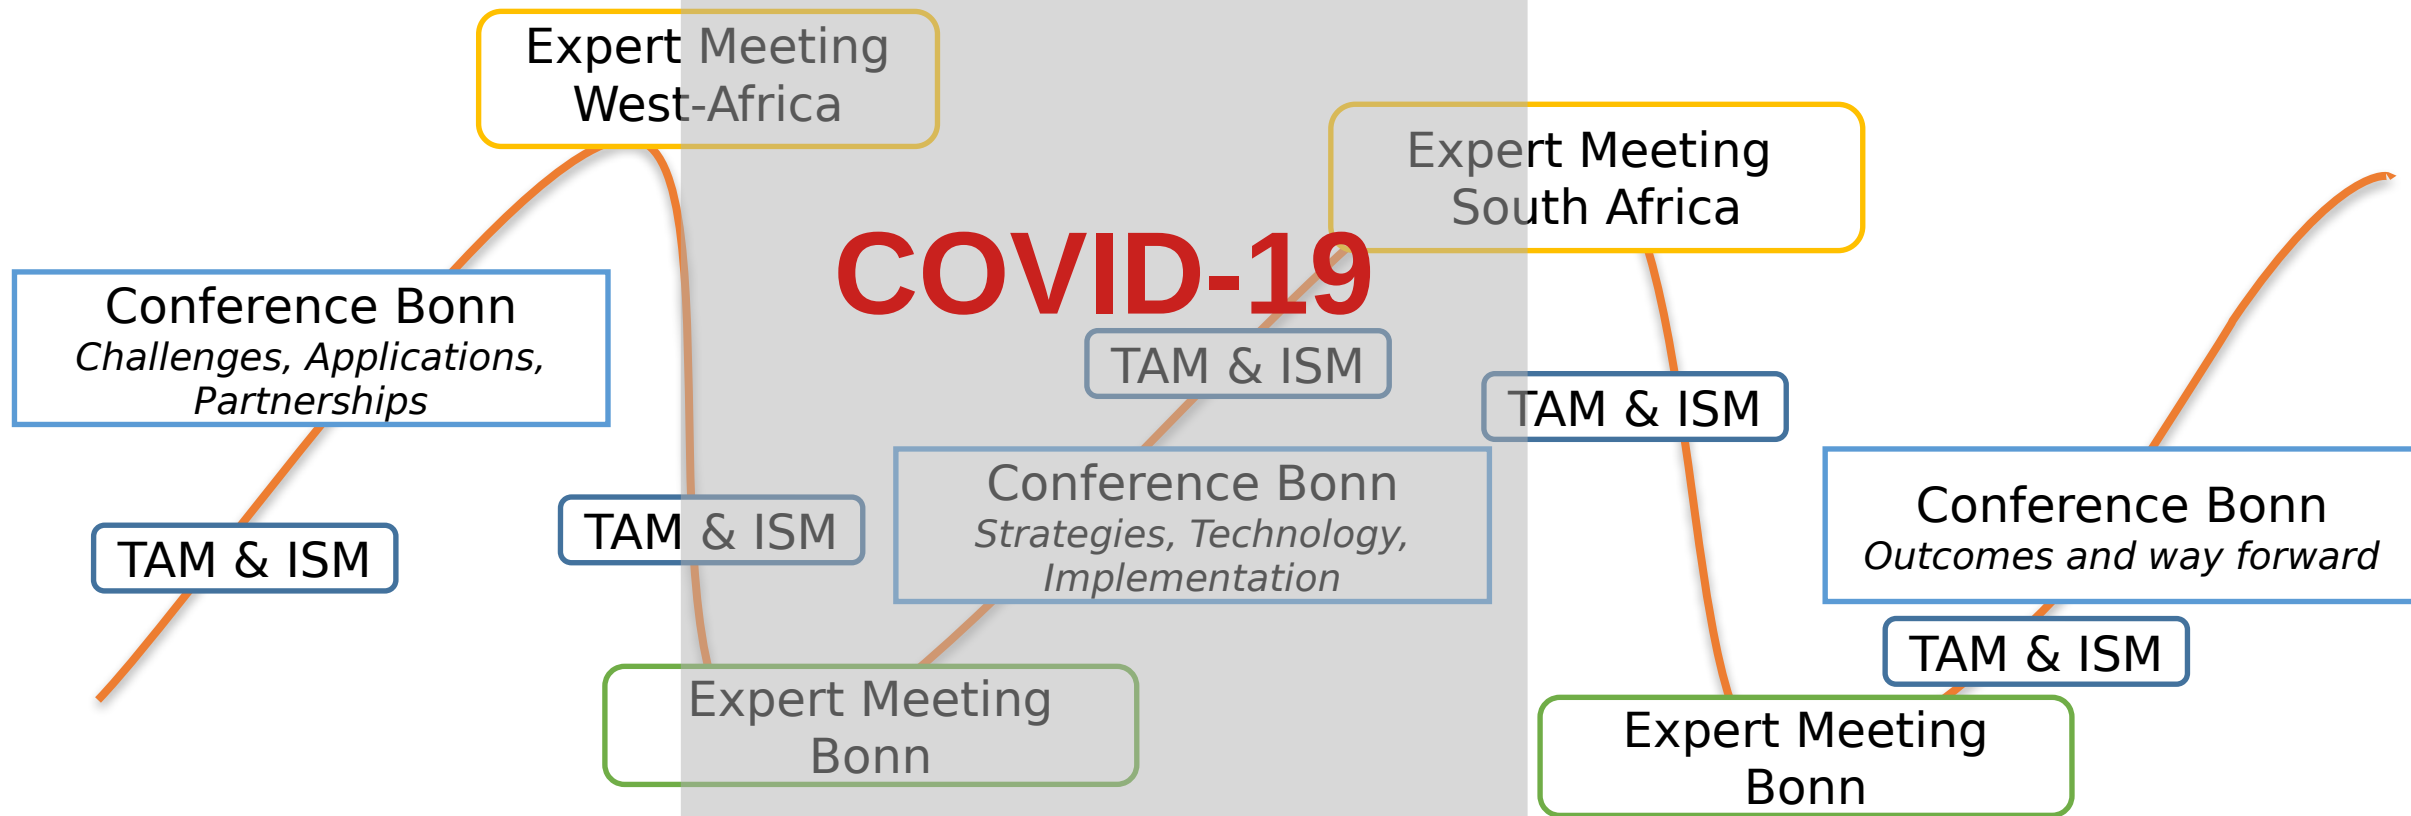 Expert Meeting
West-Africa
Conference Bonn
Challenges, Applications,
Partnerships
TAM & ISM
TAM & ISM
Expert Meeting
Bonn
COVID-19
Conference Bonn
Strategies, Technology,
Implementation
TAM & ISM
Expert Meeting
South Africa
TAM & ISM
Expert Meeting
Bonn
TAM & ISM
Conference Bonn
Outcomes and way forward